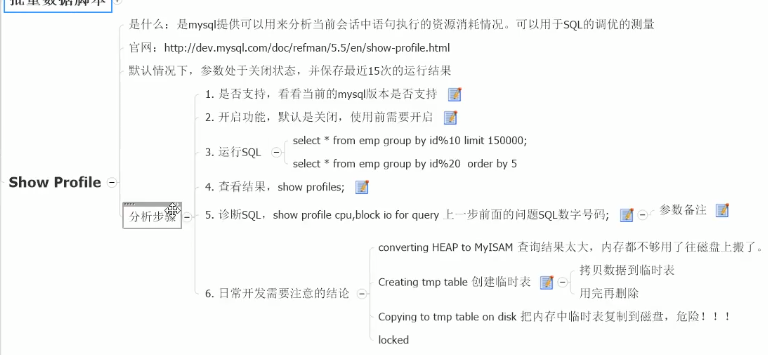 批量数据脚本
是什么：是mysql提供可以用来分析当前会话中语句执行的资源消耗情况。可以用于SQL的调优的测量
官网：http://dev.mysql.com/doc/refman/5.5/en/show-profile.html
默认情况下，参数处于关闭状态，并保存最近15次的运行结果
Show Profile
分析步骤
1. 是否支持，看看当前的mysql版本是否支持
2. 开启功能，默认是关闭，使用前需要开启
3. 运行SQL
select * from emp group by id%10 limit 150000;
select * from emp group by id%20  order by 5
4. 查看结果，show profiles;
5. 诊断SQL，show profile cpu,block io for query 上一步前面的问题SQL数字号码;
参数备注
6. 日常开发需要注意的结论
converting HEAP to MyISAM 查询结果太大，内存都不够用了往磁盘上搬了。
Creating tmp table 创建临时表
拷贝数据到临时表
用完再删除
Copying to tmp table on disk 把内存中临时表复制到磁盘，危险！！！
locked